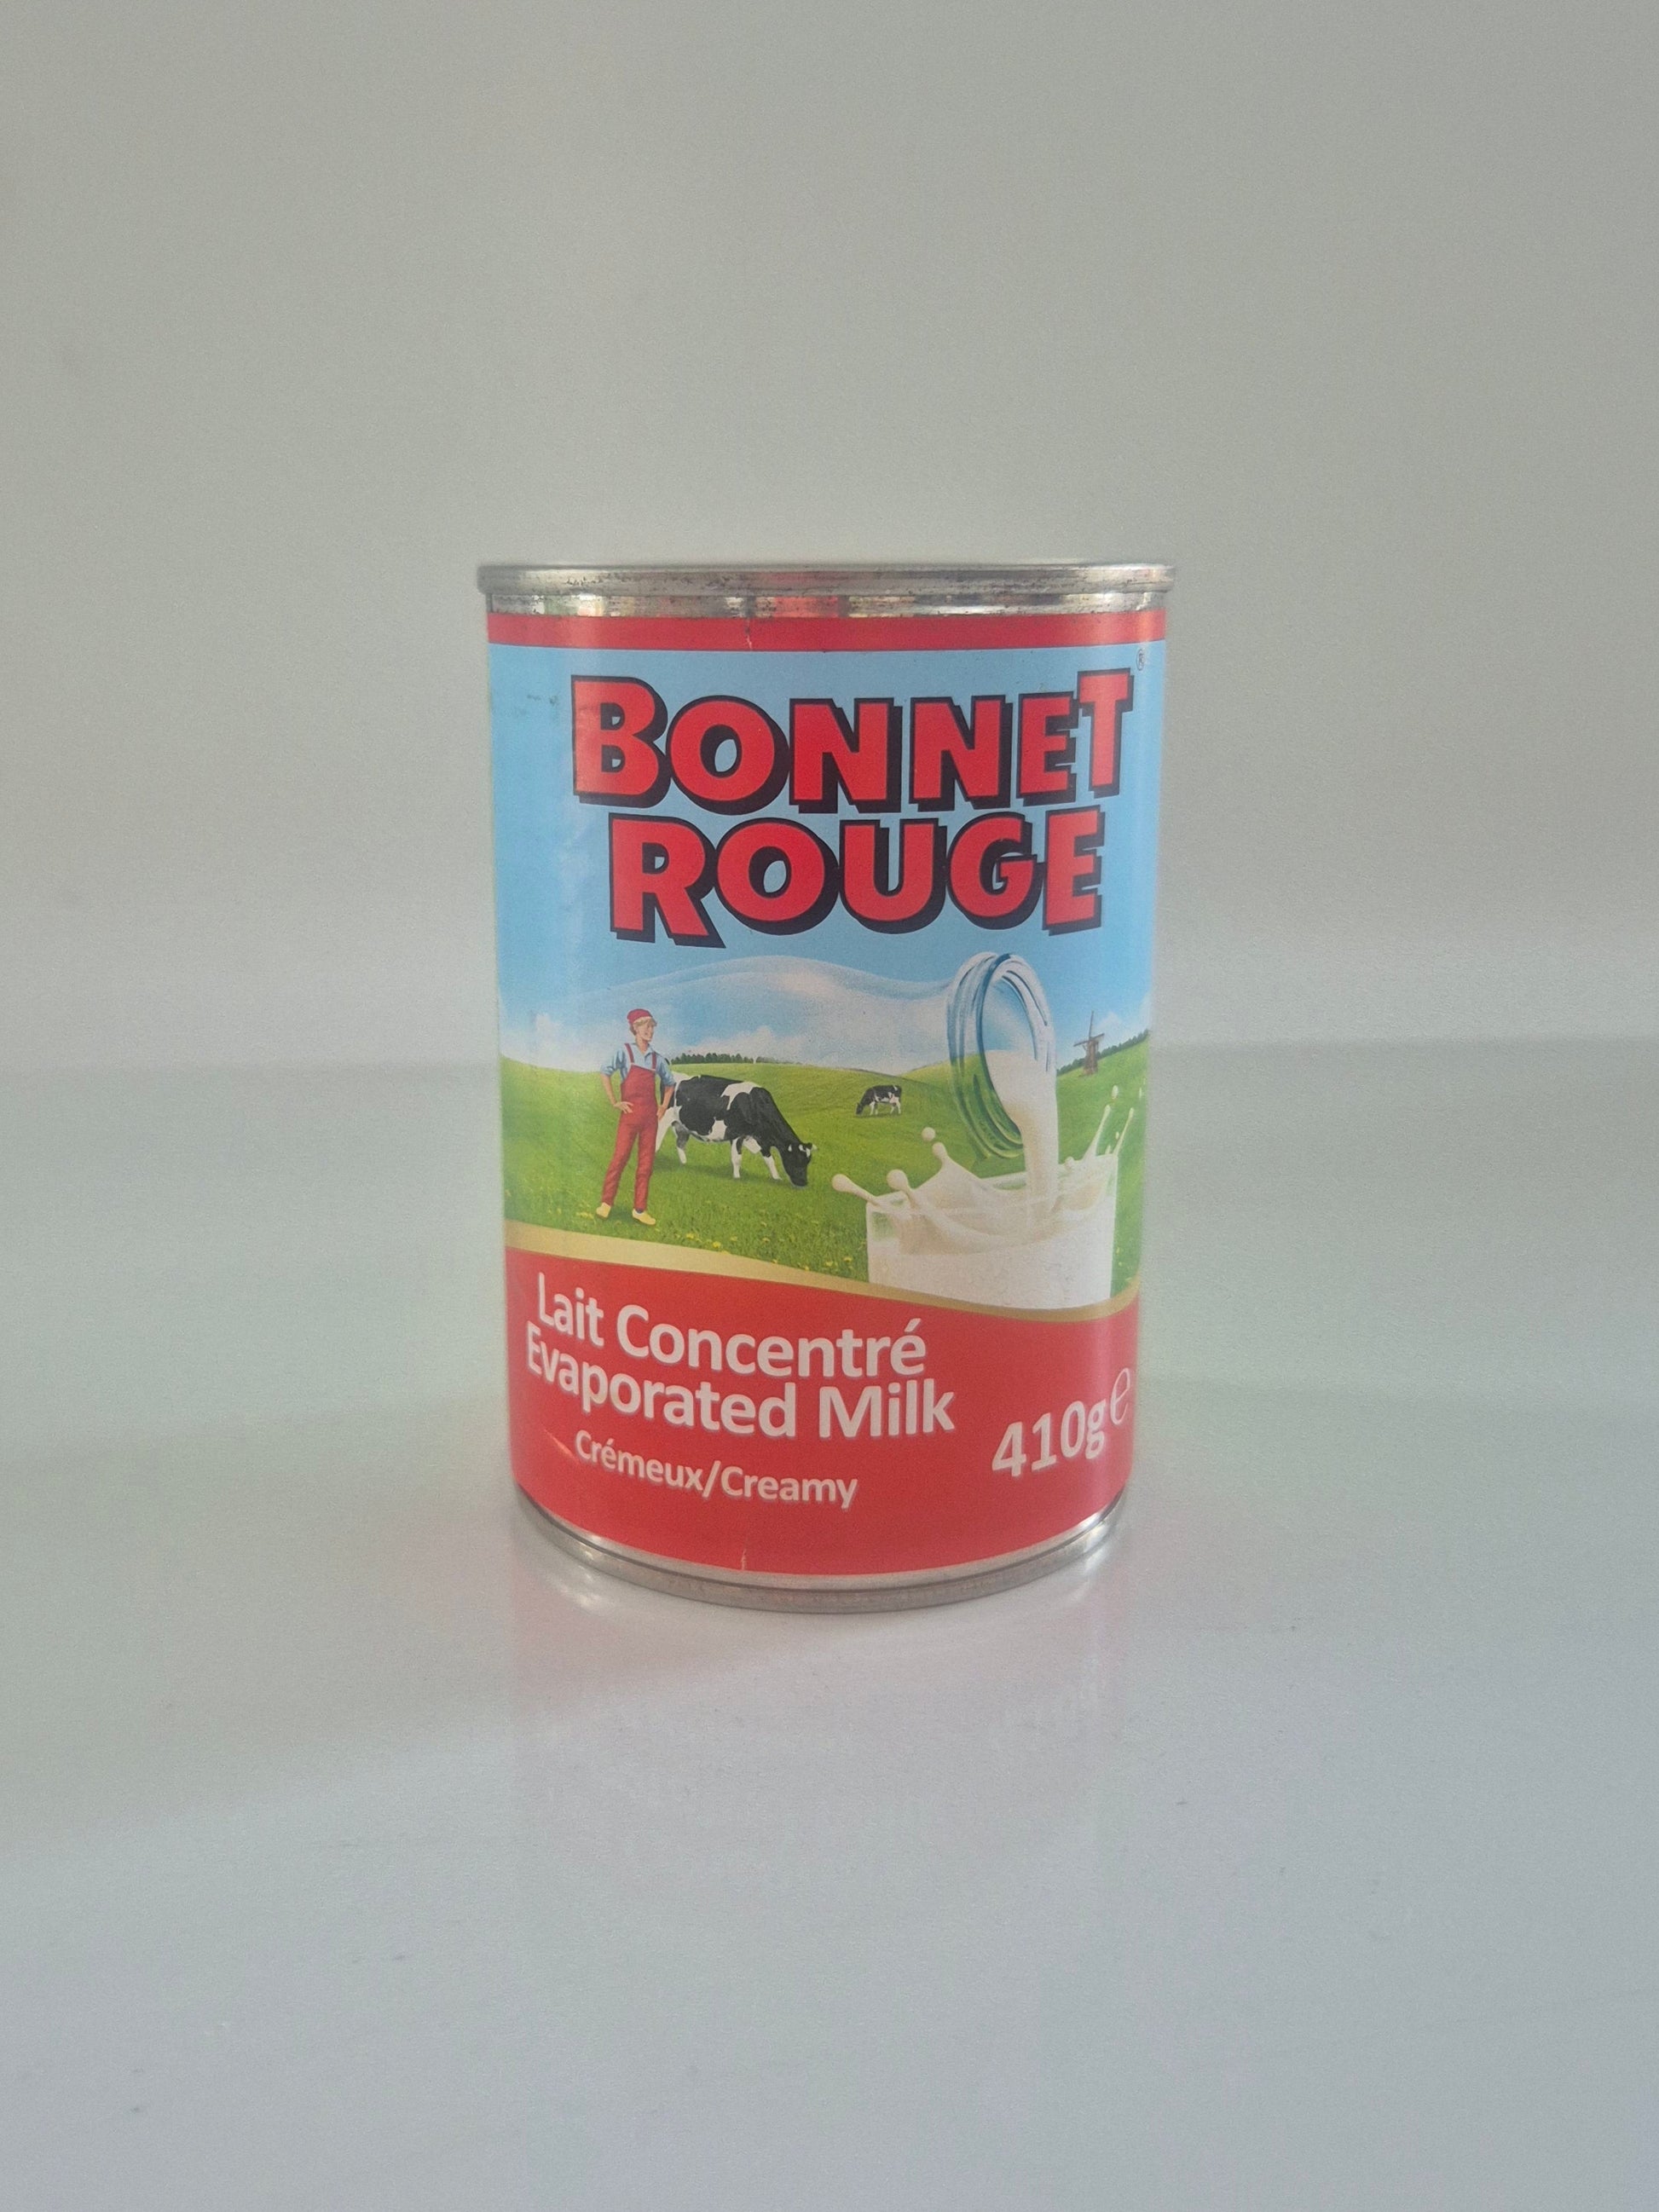 BONNET®
ROUGE
Lait Concentré
Evaporated Milk
Crémeux/Creamy
410g e